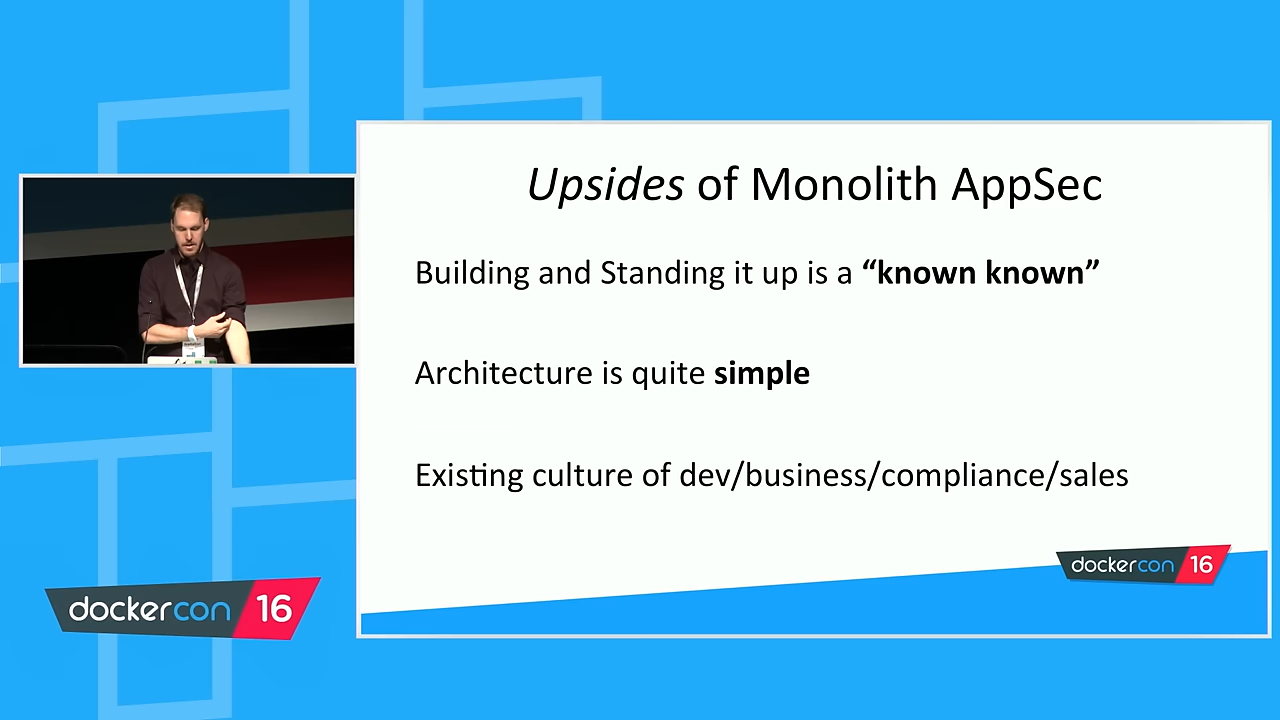 Upsides of Monolith AppSec
Building and Standing it up is a “known known”
Architecture is quite simple
Existing culture of dev/business/compliance/sales
dockercon 16
dockercon 16